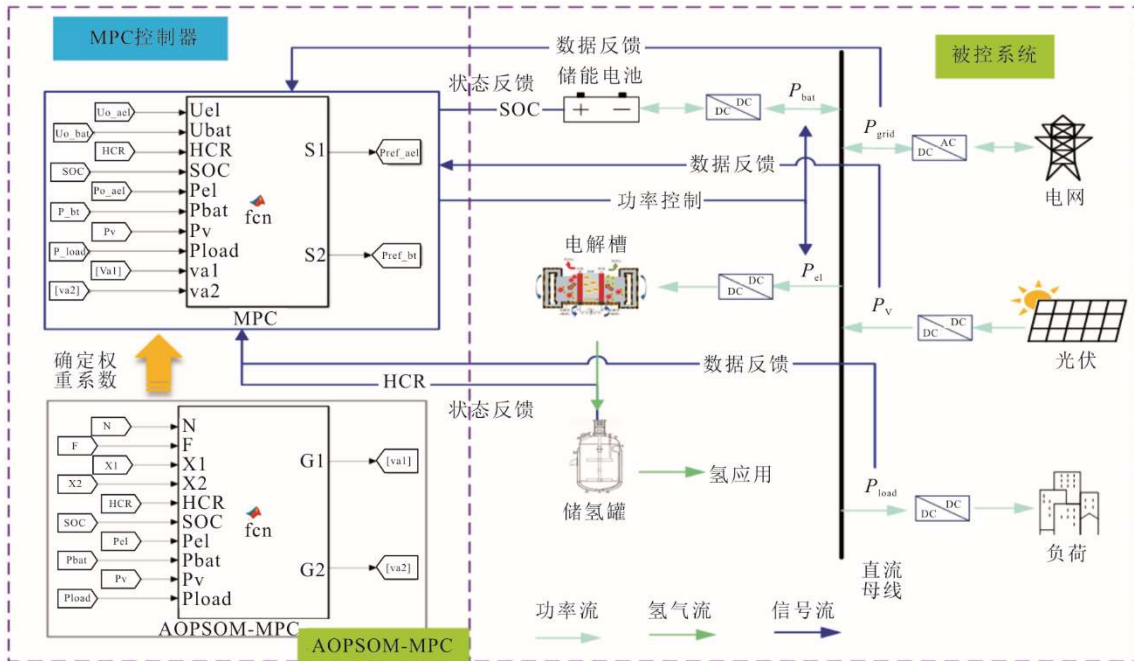 MPC控制器
Uo_ael
Uo_bat
HCR
SOC
Po_ael
P_bt
Pv
P_load
[Va1]
[va2]
Uel
Ubat
HCR
SOC
Pel
Pbat
Pv
Pload
va1
va2
fcn
S1
S2
Pref_ael
Pref_bt
MPC
确定权
重系数
N
F
X1
X2
HCR
SOC
Pel
Pbat
Pv
Pload
N
F
X1
X2
HCR
SOC
Pel
Pbat
Pv
Pload
fcn
G1
G2
[va1]
[va2]
AOPSOM-MPC
AOPSOM-MPC
被控系统
数据反馈
状态反馈
储能电池
SOC
+ −
DC
DC
Pbat
Pgrid
AC
DC
电网
数据反馈
功率控制
电解槽
DC
DC
Pel
Pv
DC
DC
光伏
数据反馈
HCR
状态反馈
储氢罐
氢应用
Pload
DC
DC
负荷
直流
母线
功率流
氢气流
信号流